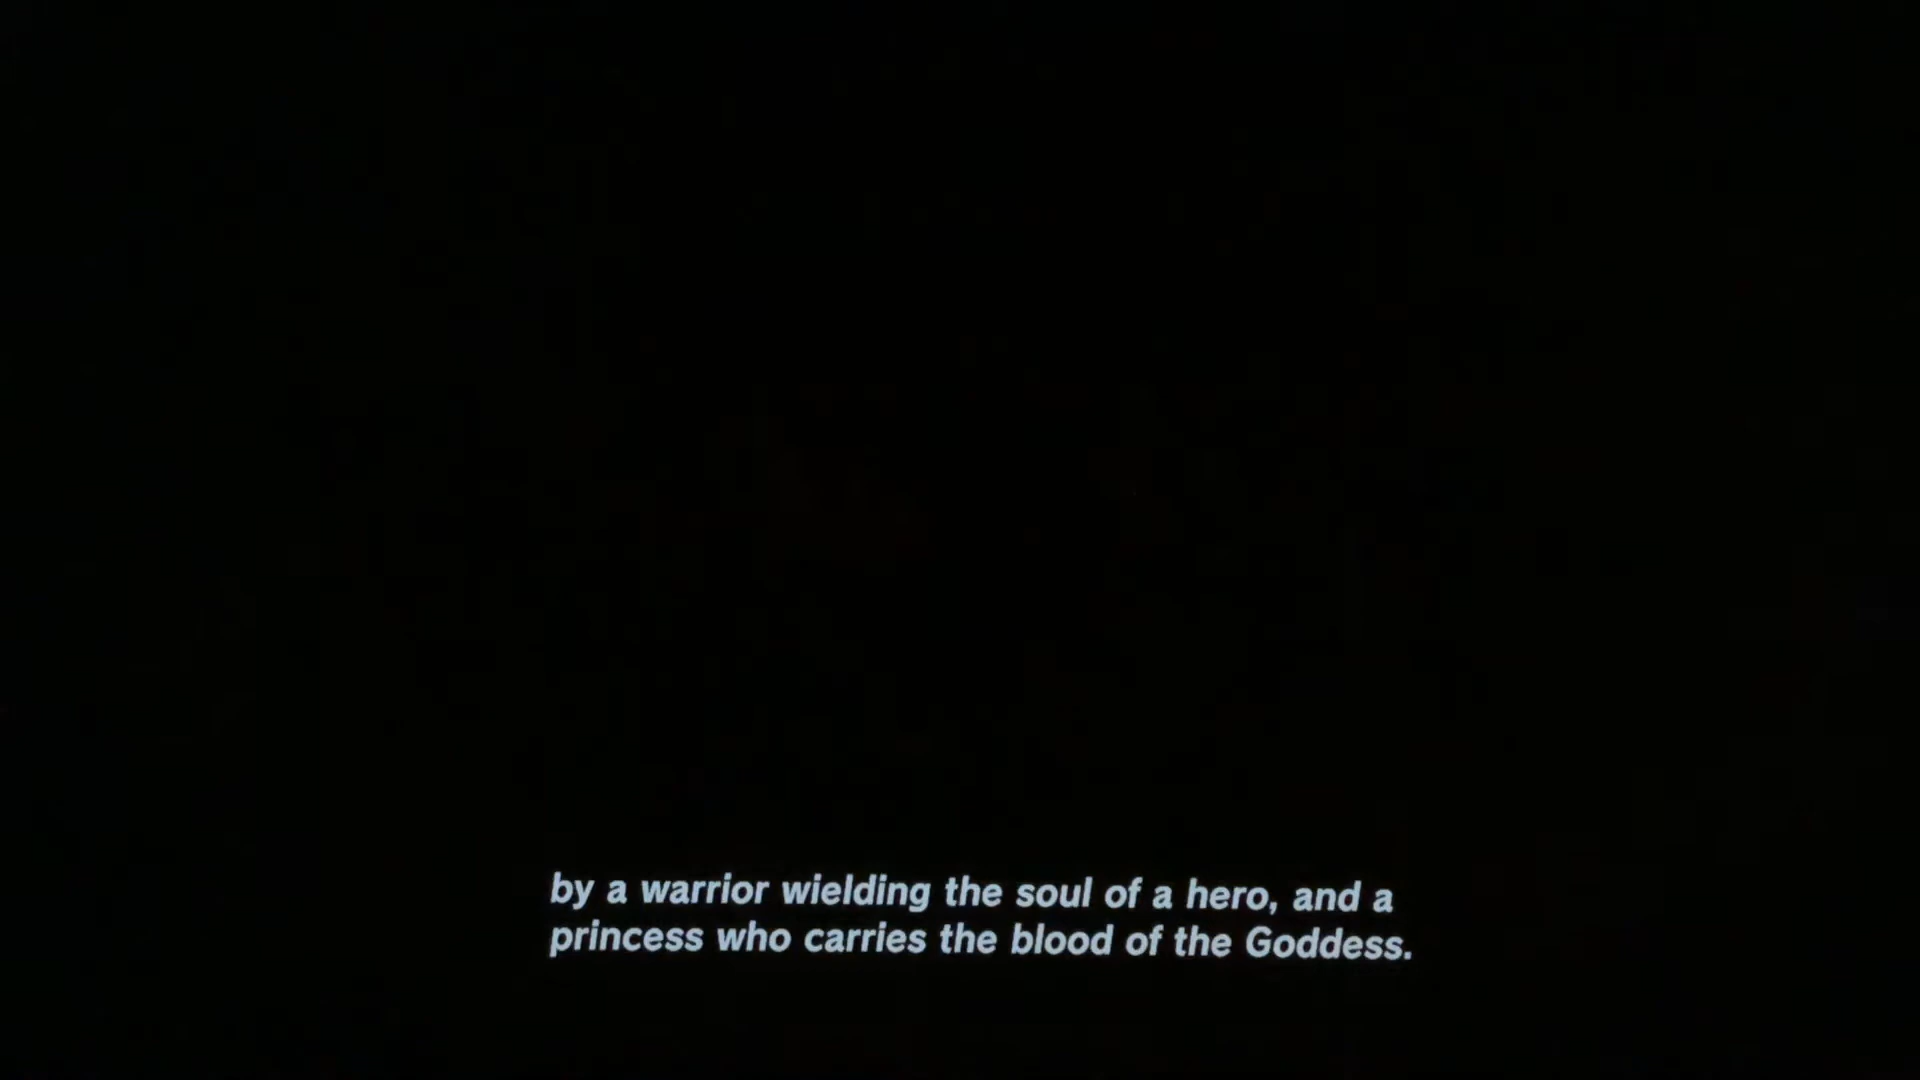 by a warrior wielding the soul of a hero, and a
princess who carries the blood of the Goddess.